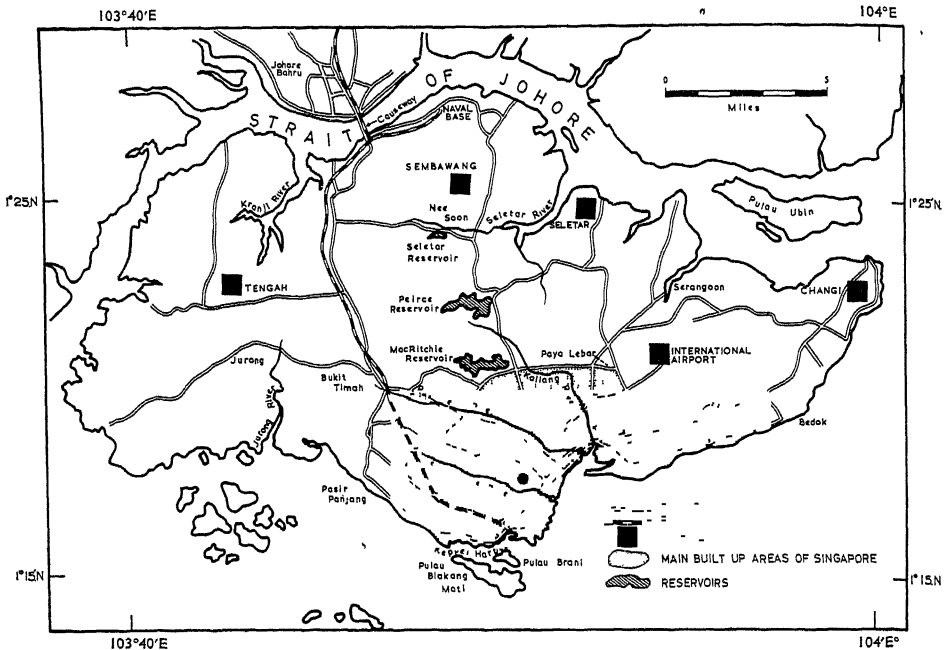 103°40'E
104°E
0
5
Miles
Johore
Bahru
STRAIT OF JOHORE
Causeway
NAVAL
BASE
SEMBAWANG
Kranji River
1°25'N
1°25'N
Nee
Soon
Seletar River
SELETAR
Pulau Ubin
Seletar
Reservoir
TENGAH
Serangoon
CHANGI
Peirce
Reservoir
MacRitchie
Reservoir
Paya Lebar
INTERNATIONAL
AIRPORT
Jurong
Bukit
Timah
Kallang
Jurong River
Bedok
Pasir
Panjang
MAIN BUILT UP AREAS OF SINGAPORE
RESERVOIRS
Pulau Brani
Pulau
Blakang
Mati
1°15'N
1°15'N
103°40'E
104°E